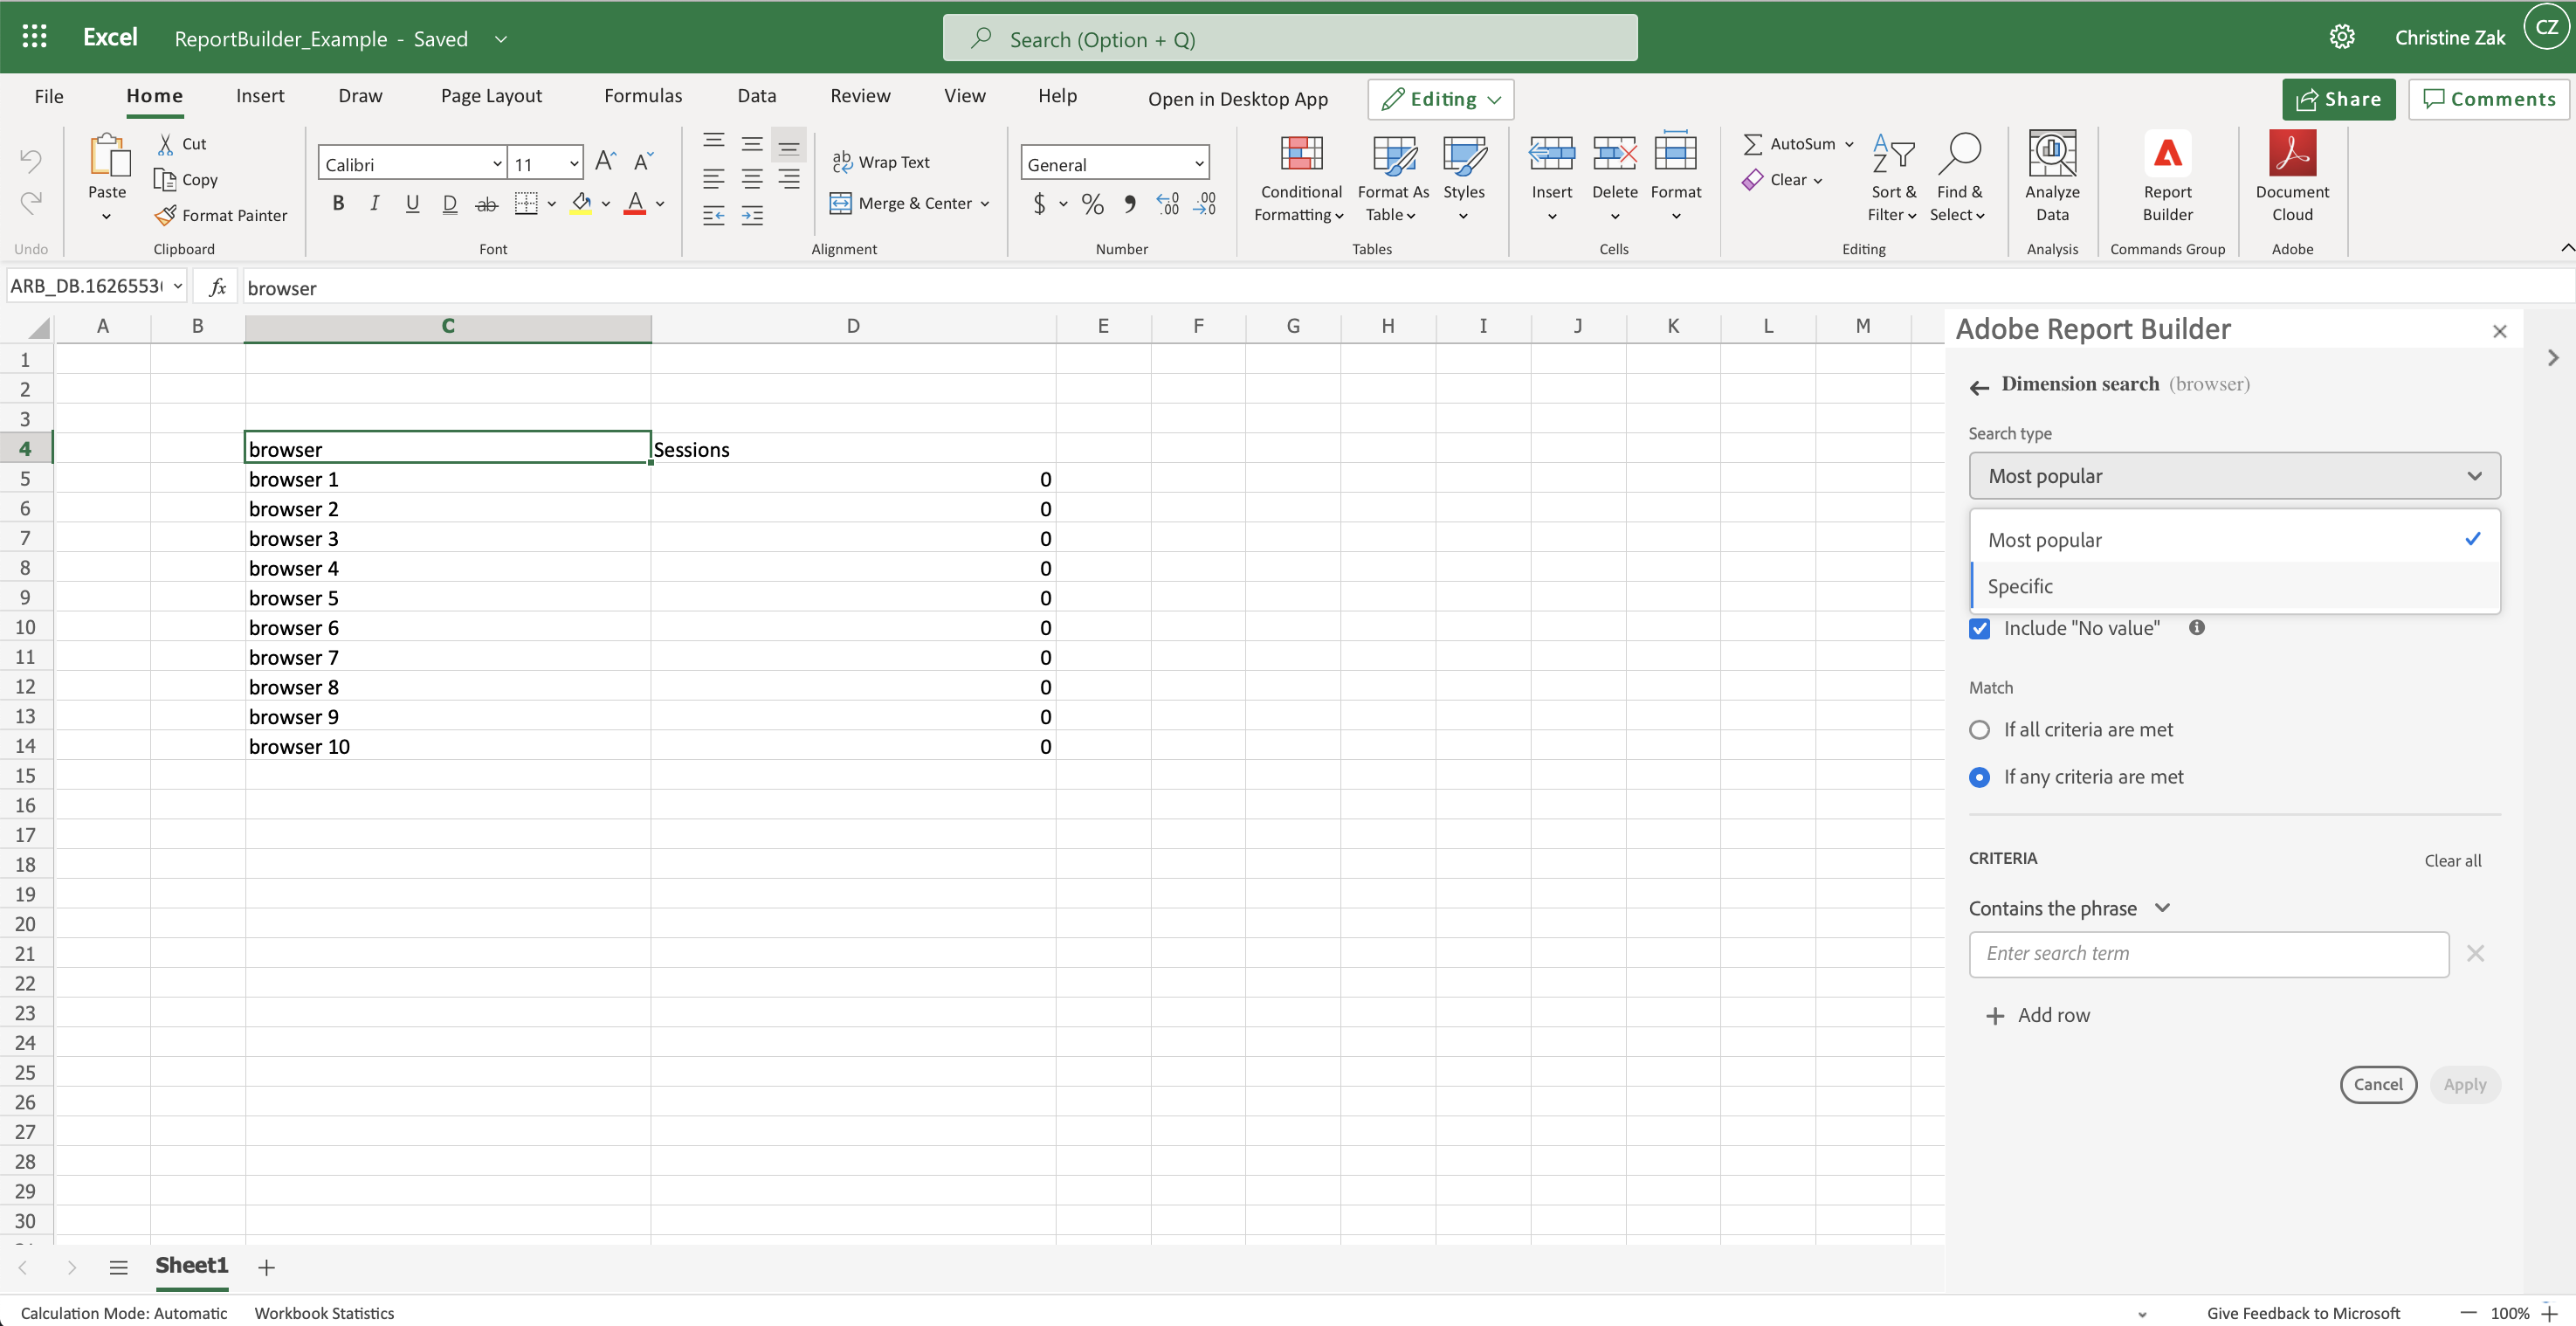 Excel ReportBuilder_Example - Saved Search (Option + Q) Christine Zak CZ
File Home Insert Draw Page Layout Formulas Data Review View Help Open in Desktop App Editing Share Comments
Undo
Paste
Cut
Copy
Format Painter
Clipboard
Calibri 11
B I U D ab
Font
Wrap Text
Merge & Center
Alignment
General
$ % .00 .00
Number
Conditional Formatting
Format As Table
Styles
Tables
Insert
Delete
Format
Cells
AutoSum
Clear
Sort & Filter
Find & Select
Editing
Analyze Data
Analysis
Report Builder
Commands Group
Document Cloud
Adobe
fx browser
A B C D E F G H I J K L M
1
2
3
4 browser Sessions
5 browser 1 0
6 browser 2 0
7 browser 3 0
8 browser 4 0
9 browser 5 0
10 browser 6 0
11 browser 7 0
12 browser 8 0
13 browser 9 0
14 browser 10 0
15
16
17
18
19
20
21
22
23
24
25
26
27
28
29
30
Adobe Report Builder
Dimension search (browser)
Search type
Most popular
Most popular
Specific
Include "No value"
Match
If all criteria are met
If any criteria are met
CRITERIA Clear all
Contains the phrase
Enter search term
Add row
Cancel Apply
Sheet1
Calculation Mode: Automatic Workbook Statistics Give Feedback to Microsoft 100%